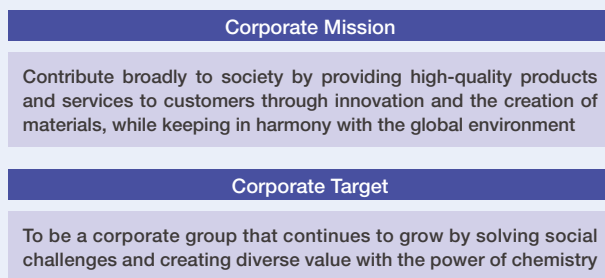 Corporate Mission
Contribute broadly to society by providing high-quality products
and services to customers through innovation and the creation of
materials, while keeping in harmony with the global environment
Corporate Target
To be a corporate group that continues to grow by solving social
challenges and creating diverse value with the power of chemistry